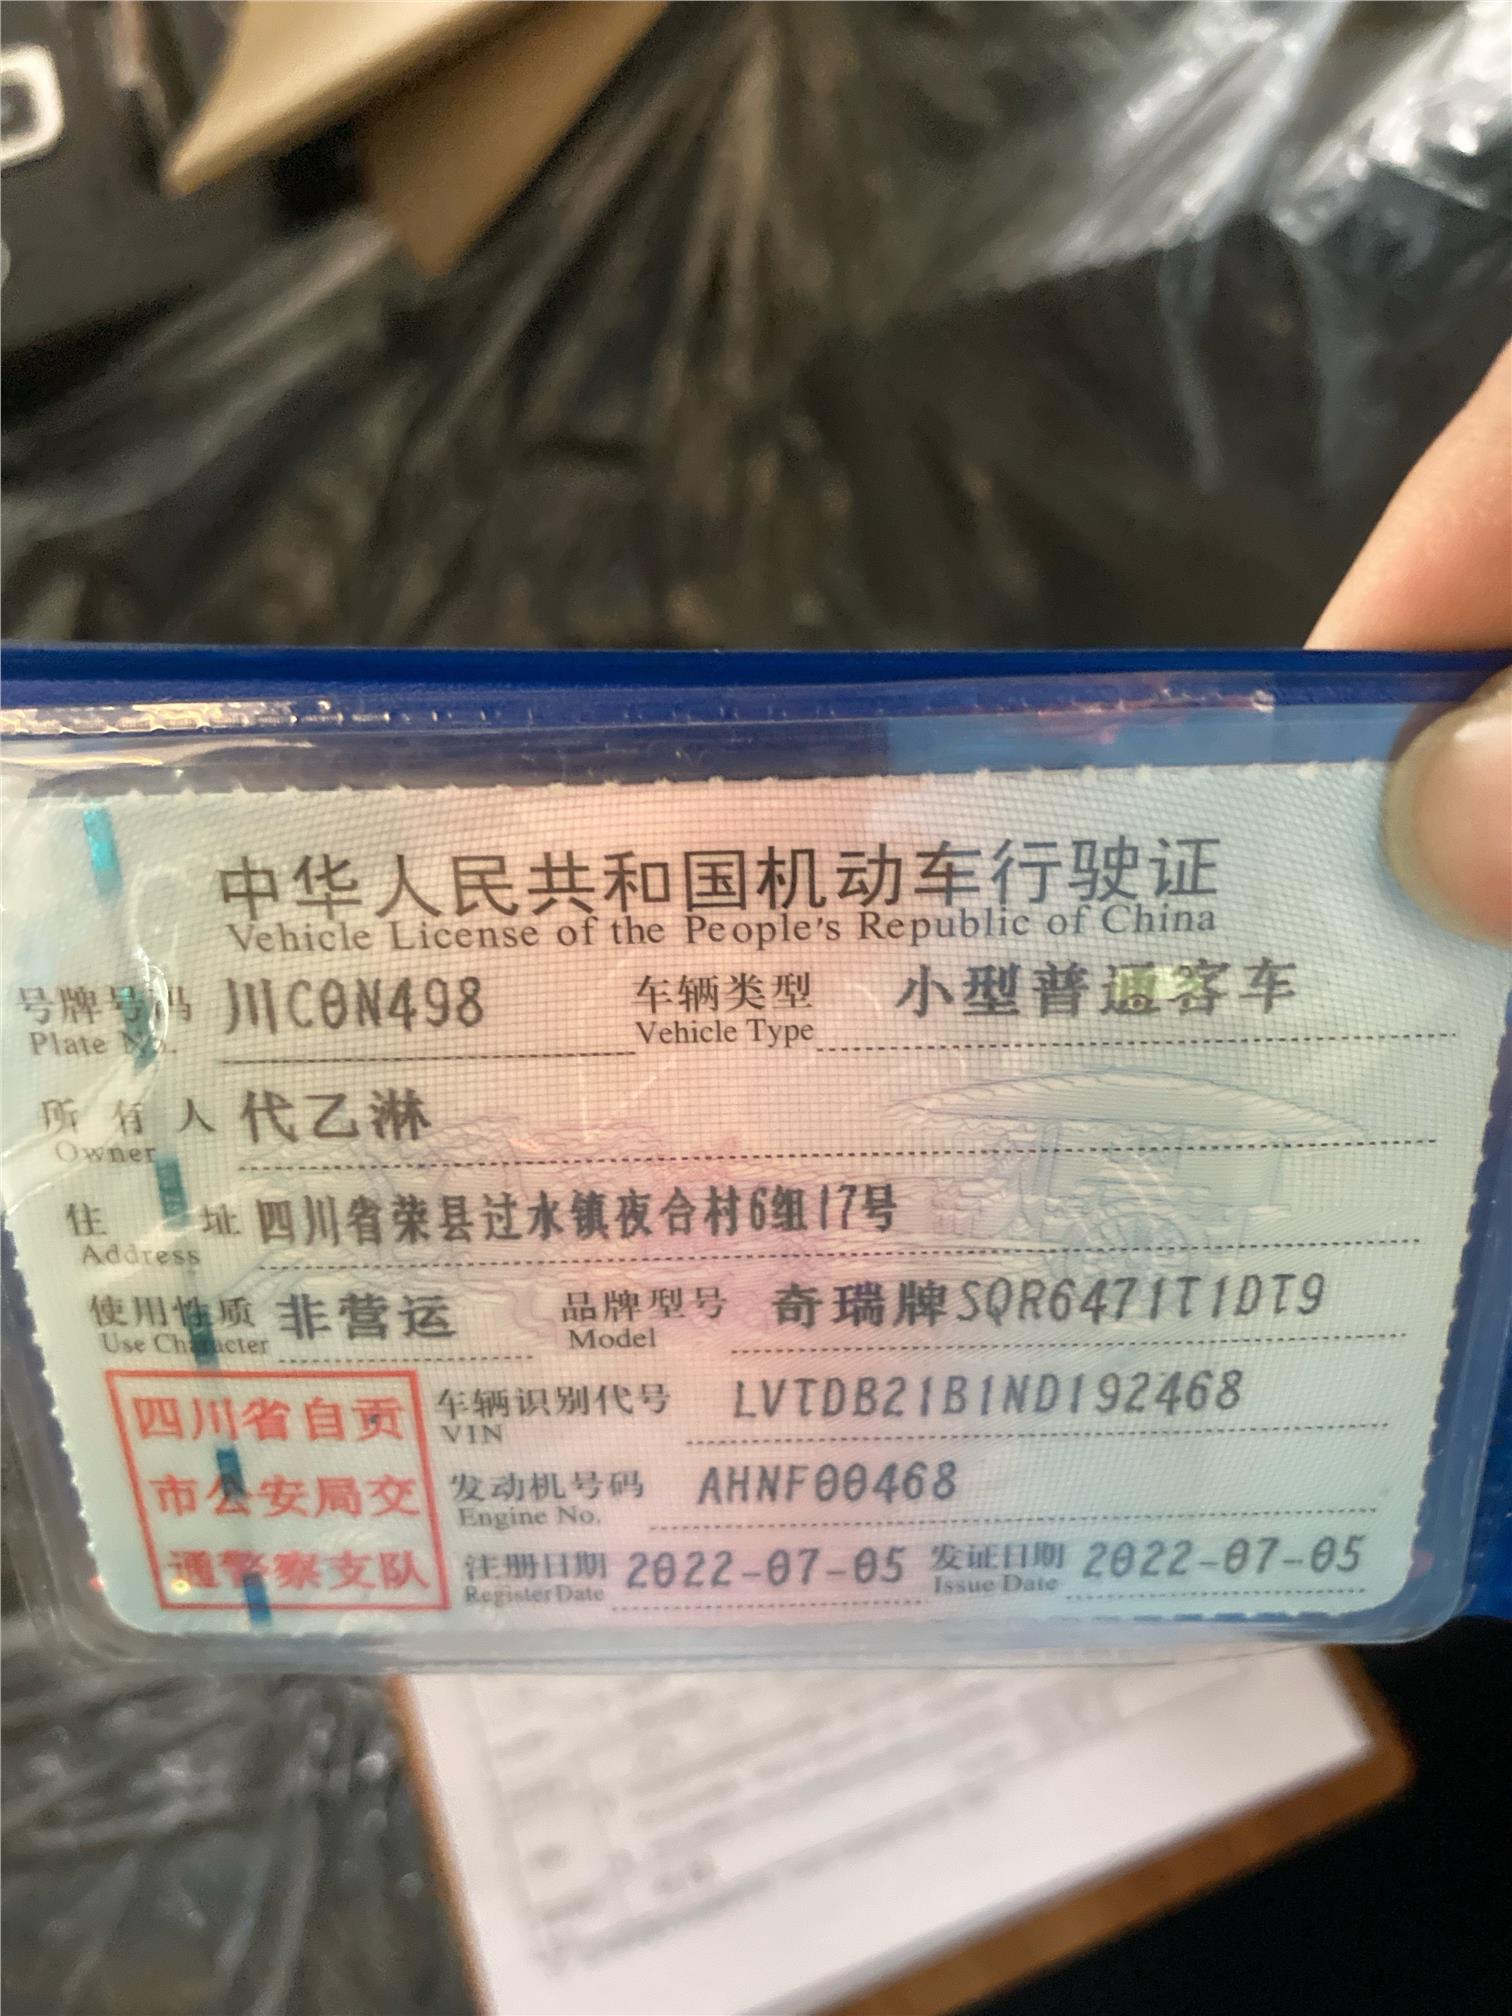 中华人民共和国机动车行驶证
Vehicle License of the People's Republic of China
号牌号码 川C0N498 车辆类型 小型普通客车
Plate No. Vehicle Type
所有人 代乙淋
Owner
住址 四川省荣县过水镇夜合村6组17号
Address
使用性质 非营运 品牌型号 奇瑞牌SQR6471T1DT9
Use Character Model
四川省自贡
市公安局交
通警察支队
车辆识别代号 LVTDB21B1ND192468
VIN
发动机号码 AHNF00468
Engine No.
注册日期 2022-07-05 发证日期 2022-07-05
Register Date Issue Date